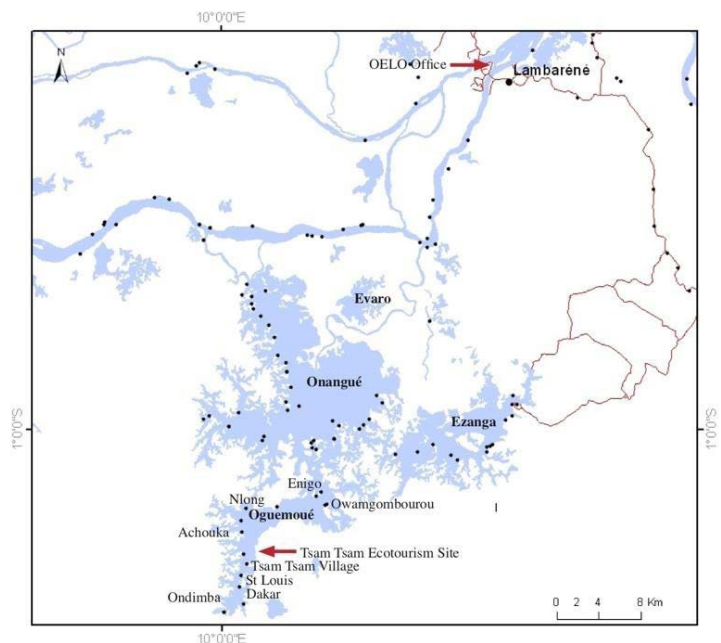 10°0'0"E
N
OELO Office
Lambaréné
Evaro
Onangué
Ezanga
1°0'0"S
1°0'0"S
Enigo
Nlong
Owamgombourou
Oguemoué
Achouka
Tsam Tsam Ecotourism Site
Tsam Tsam Village
St Louis
Ondimba
Dakar
0 2 4 8 Km
10°0'0"E